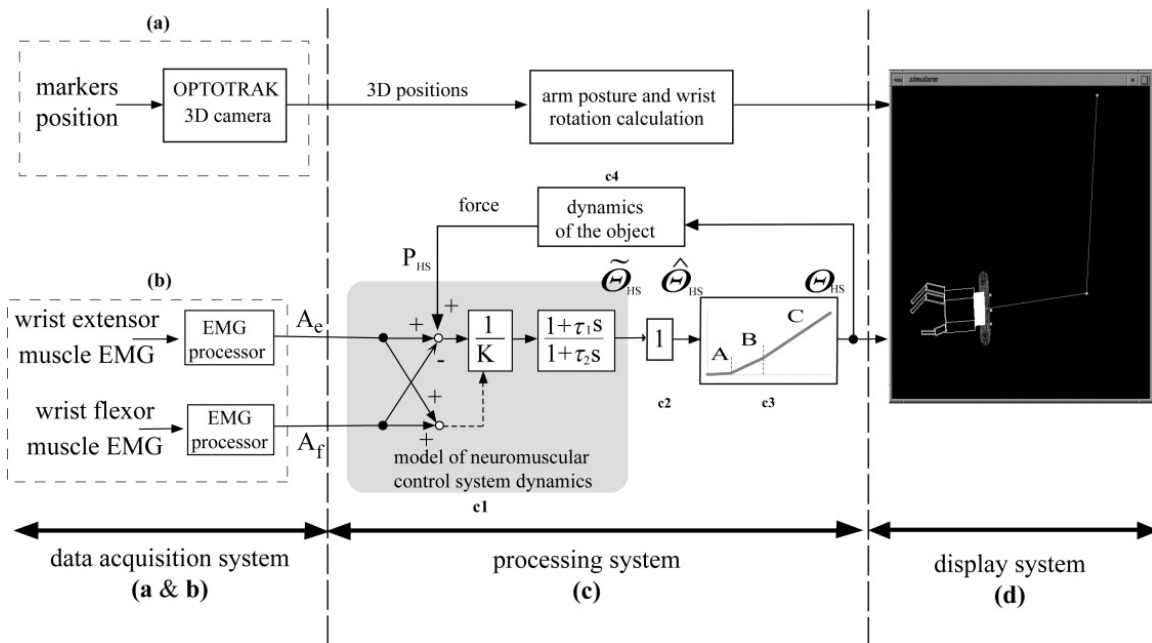 (a)
markers
position
OPTOTRAK
3D camera
3D positions
arm posture and wrist
rotation calculation
simularm
c4
force
dynamics
of the object
P_HS
(b)
wrist extensor
muscle EMG
EMG
processor
A_e
+
+
-
1
K
1+τ₁s
1+τ₂s
Θ̃_HS
Θ̂_HS
Θ_HS
1
c2
A
B
C
c3
wrist flexor
muscle EMG
EMG
processor
A_f
+
+
model of neuromuscular
control system dynamics
c1
data acquisition system
(a & b)
processing system
(c)
display system
(d)